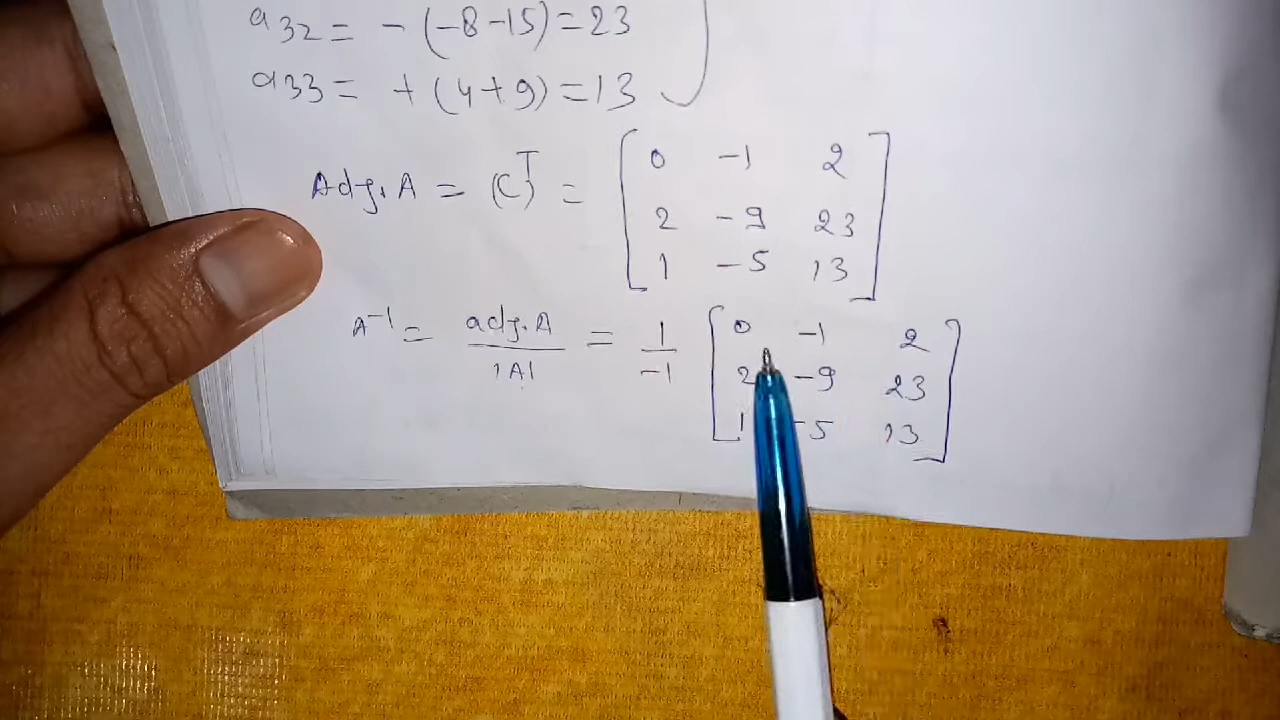 a32 = - (-8-15) = 23
a33 = + (4+9) = 13
Adj. A = (C)T = [ 0 -1 2
2 -9 23
1 -5 13 ]
A-1 = adj. A / |A| = 1/-1 [ 0 -1 2
2 -9 23
1 -5 13 ]